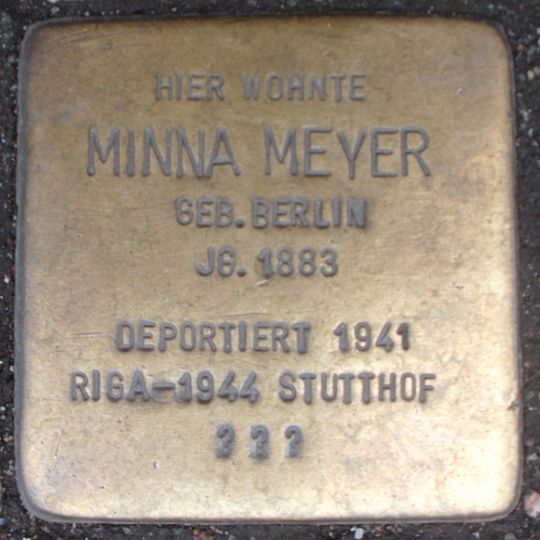 HIER WOHNTE
MINNA MEYER
GEB. BERLIN
JG. 1883
DEPORTIERT 1941
RIGA-1944 STUTTHOF
???